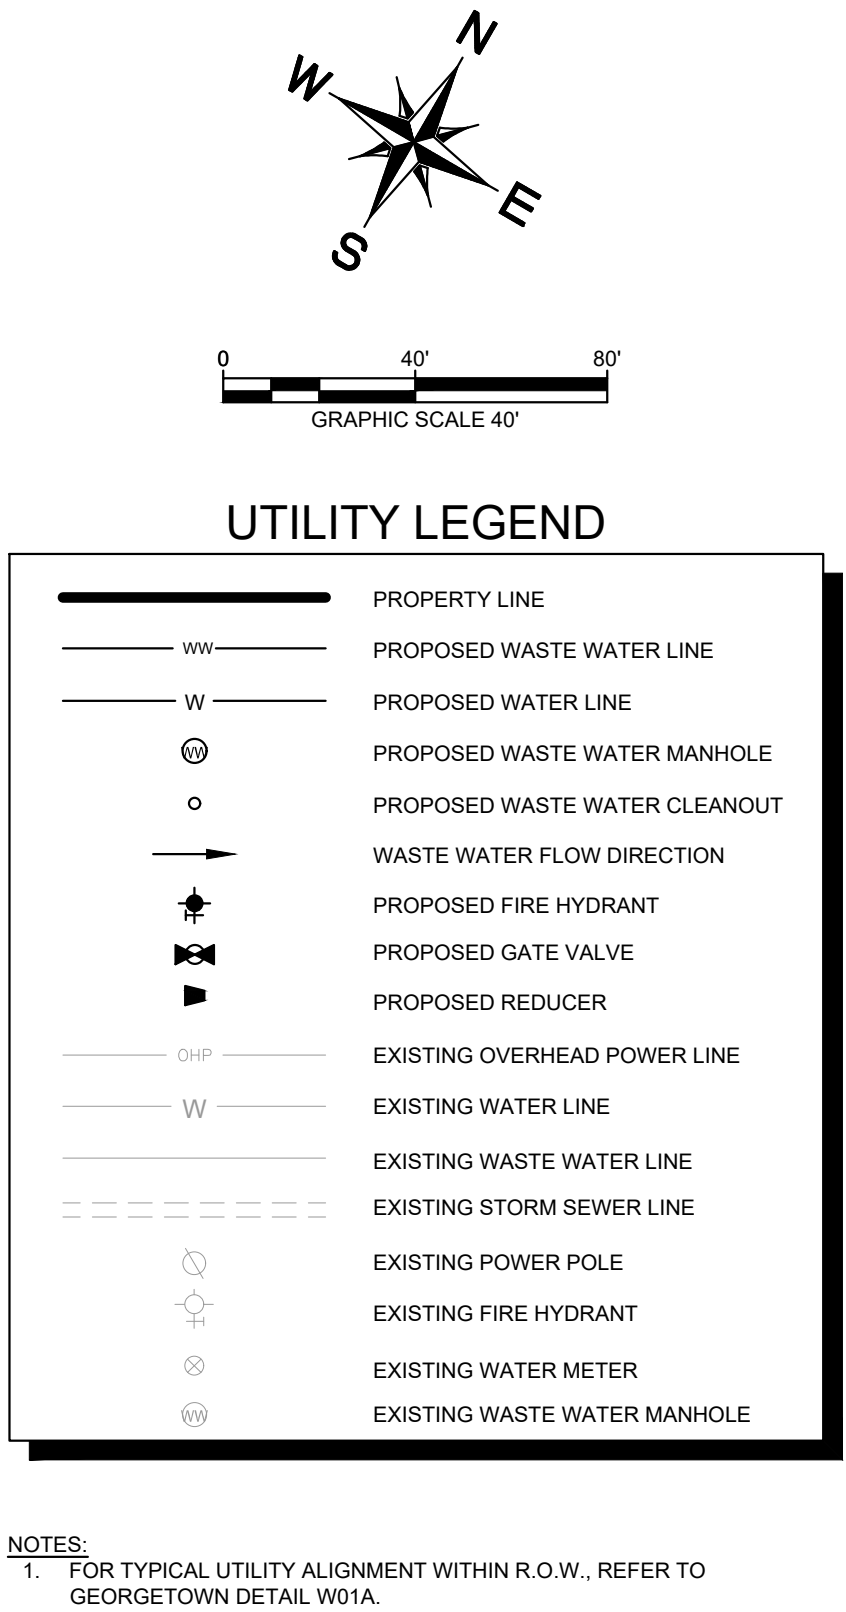 N
W
E
S
0 40' 80'
GRAPHIC SCALE 40'
UTILITY LEGEND
PROPERTY LINE
WW PROPOSED WASTE WATER LINE
W PROPOSED WATER LINE
WW PROPOSED WASTE WATER MANHOLE
PROPOSED WASTE WATER CLEANOUT
WASTE WATER FLOW DIRECTION
PROPOSED FIRE HYDRANT
PROPOSED GATE VALVE
PROPOSED REDUCER
OHP EXISTING OVERHEAD POWER LINE
W EXISTING WATER LINE
EXISTING WASTE WATER LINE
EXISTING STORM SEWER LINE
EXISTING POWER POLE
EXISTING FIRE HYDRANT
EXISTING WATER METER
WW EXISTING WASTE WATER MANHOLE
NOTES:
1. FOR TYPICAL UTILITY ALIGNMENT WITHIN R.O.W., REFER TO
GEORGETOWN DETAIL W01A.